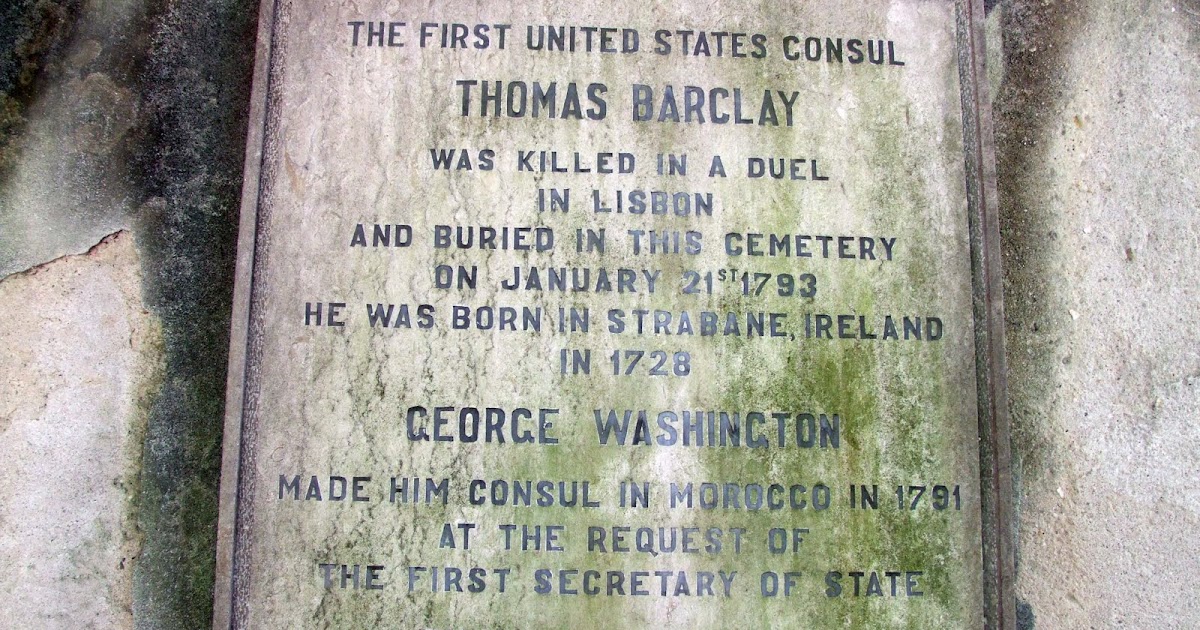 THE FIRST UNITED STATES CONSUL
THOMAS BARCLAY
WAS KILLED IN A DUEL
IN LISBON
AND BURIED IN THIS CEMETERY
ON JANUARY 21ST 1793
HE WAS BORN IN STRABANE, IRELAND
IN 1728
GEORGE WASHINGTON
MADE HIM CONSUL IN MOROCCO IN 1791
AT THE REQUEST OF
THE FIRST SECRETARY OF STATE